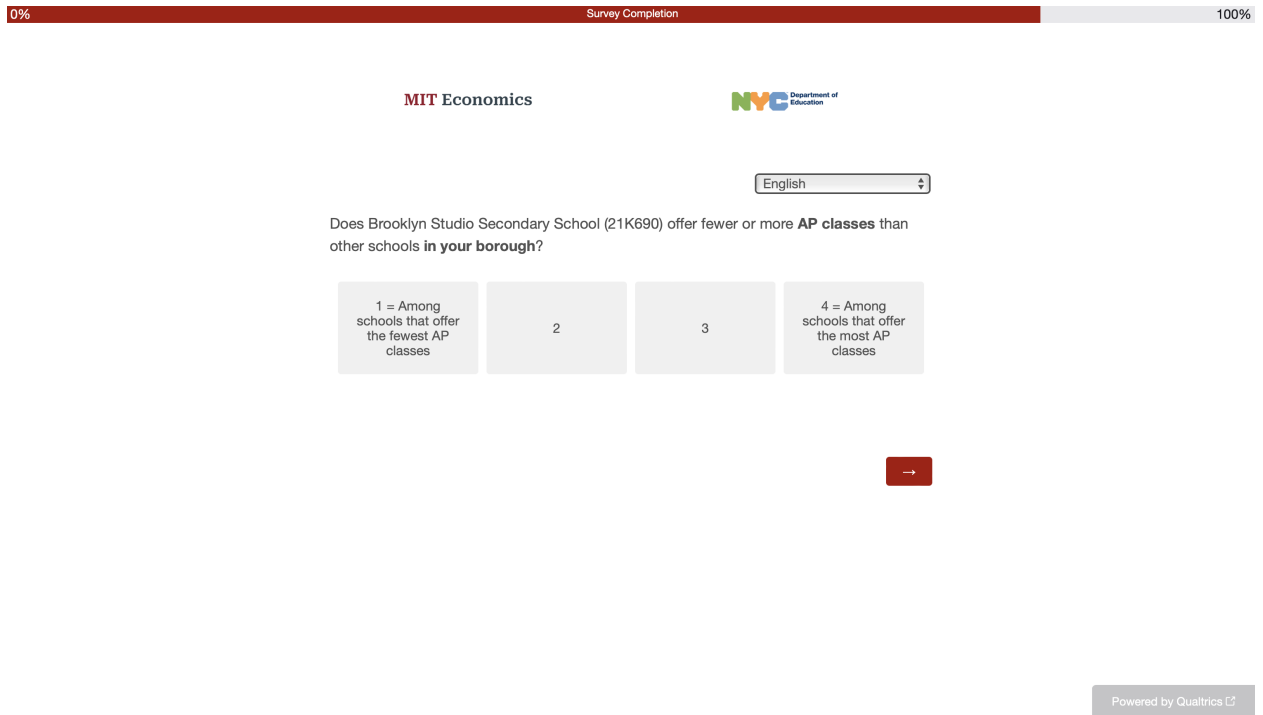 0% Survey Completion 100%
MIT Economics
NYC Department of
Education
English
Does Brooklyn Studio Secondary School (21K690) offer fewer or more AP classes than
other schools in your borough?
1 = Among
schools that offer
the fewest AP
classes
2
3
4 = Among
schools that offer
the most AP
classes
→
Powered by Qualtrics